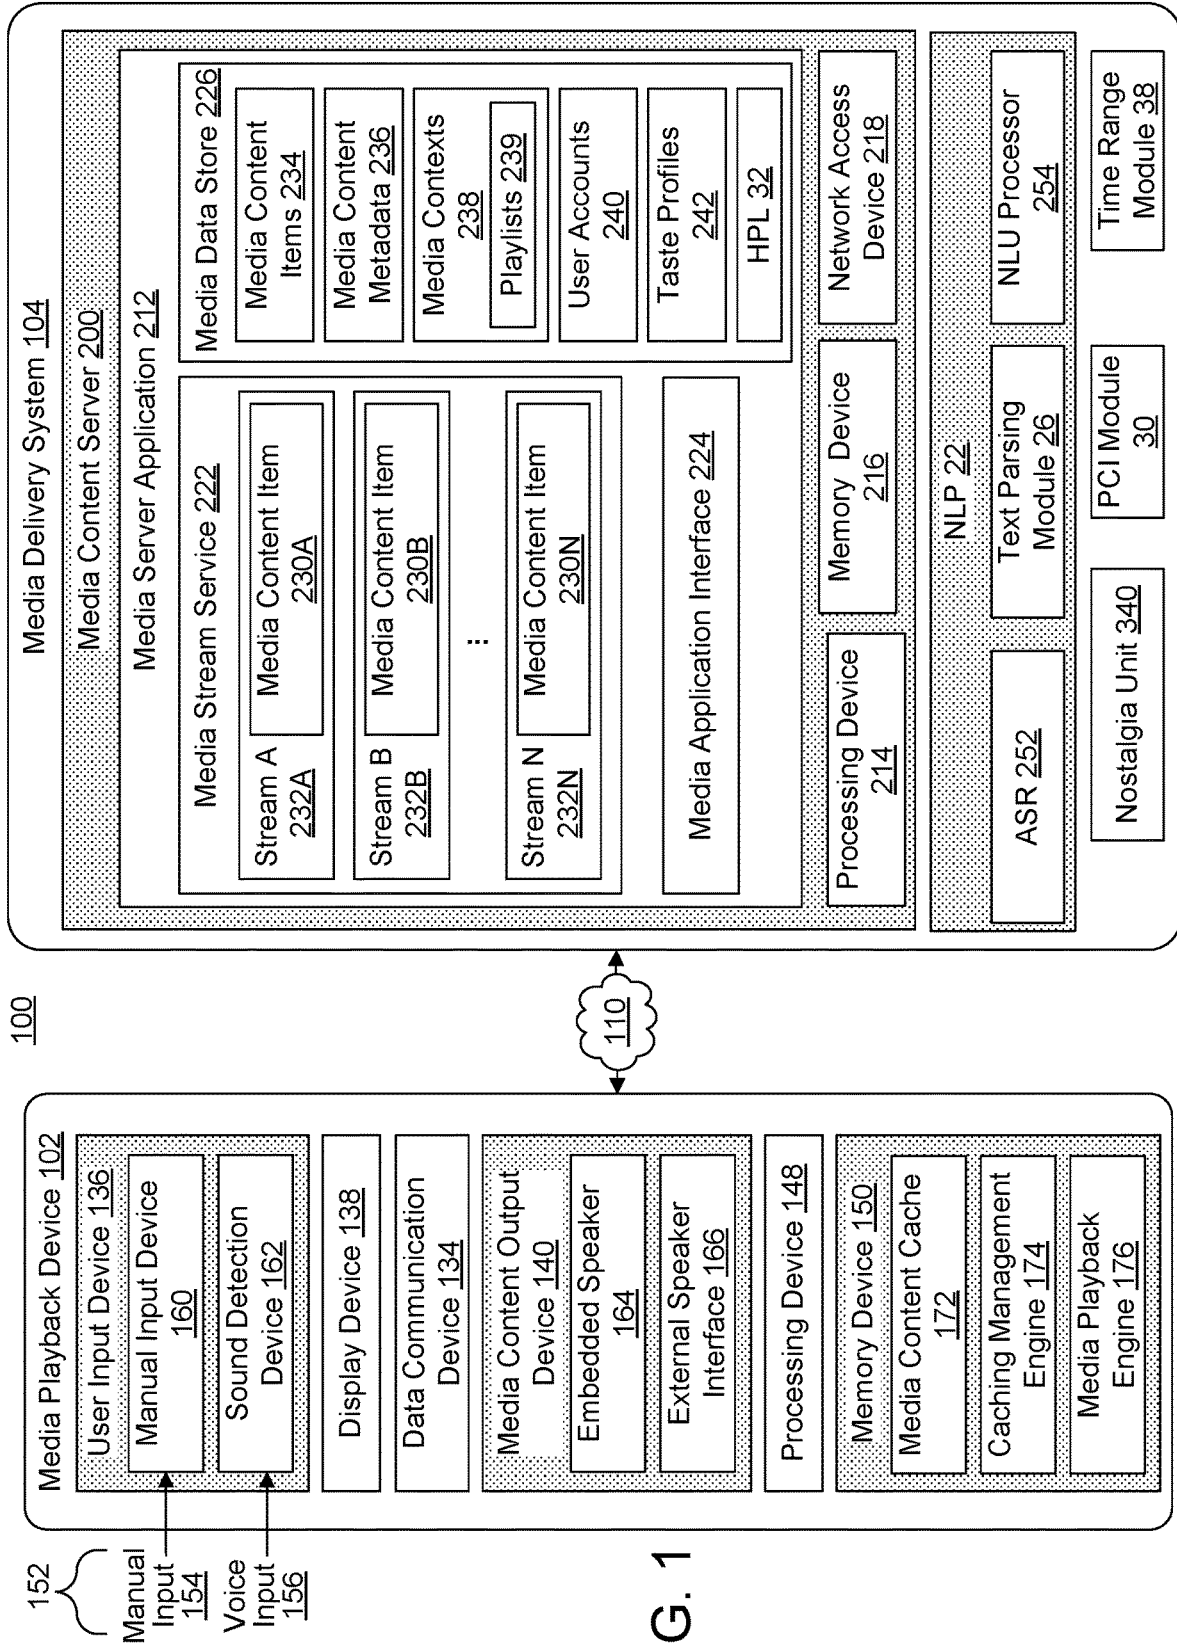 100
152
Manual
Input
154
Voice
Input
156
Media Playback Device 102
User Input Device 136
Manual Input Device
160
Sound Detection
Device 162
Display Device 138
Data Communication
Device 134
Media Content Output
Device 140
Embedded Speaker
164
External Speaker
Interface 166
Processing Device 148
Memory Device 150
Media Content Cache
172
Caching Management
Engine 174
Media Playback
Engine 176
110
Media Delivery System 104
Media Content Server 200
Media Server Application 212
Media Stream Service 222
Stream A
232A
Media Content Item
230A
Stream B
232B
Media Content Item
230B
...
Stream N
232N
Media Content Item
230N
Media Application Interface 224
Media Data Store 226
Media Content
Items 234
Media Content
Metadata 236
Media Contexts
238
Playlists 239
User Accounts
240
Taste Profiles
242
HPL 32
Processing Device
214
Memory Device
216
Network Access
Device 218
NLP 22
ASR 252
Text Parsing
Module 26
NLU Processor
254
Nostalgia Unit 340
PCI Module
30
Time Range
Module 38
G. 1